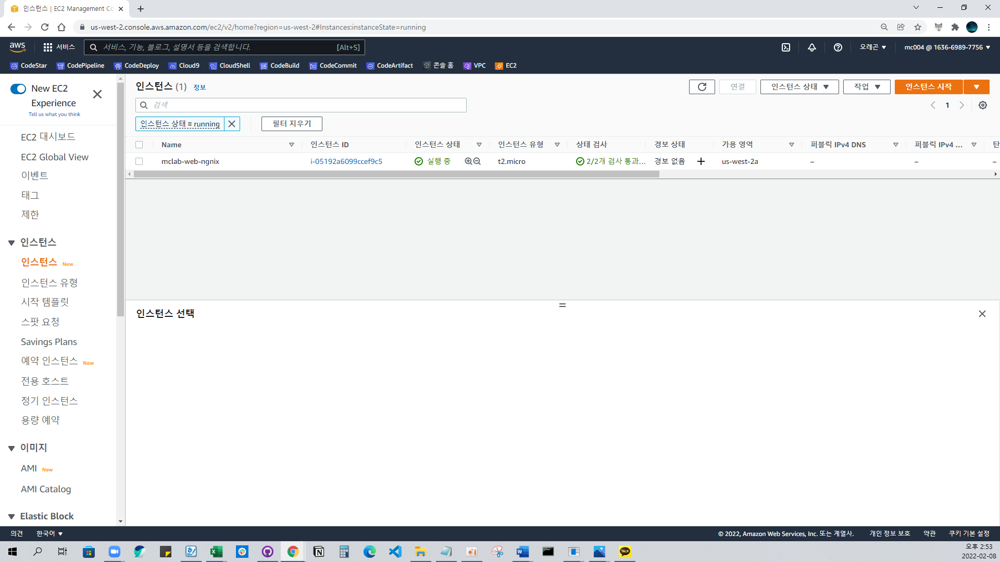 인스턴스 | EC2 Management Co
us-west-2.console.aws.amazon.com/ec2/v2/home?region=us-west-2#Instances:instanceState=running
aws
서비스
서비스, 기능, 블로그, 설명서 등을 검색합니다.
[Alt+S]
오레곤
mc004 @ 1636-6989-7756
CodeStar CodePipeline CodeDeploy Cloud9 CloudShell CodeBuild CodeCommit CodeArtifact 콘솔 홈 VPC EC2
New EC2
Experience
Tell us what you think
EC2 대시보드
EC2 Global View
이벤트
태그
제한
인스턴스
인스턴스 New
인스턴스 유형
시작 템플릿
스팟 요청
Savings Plans
예약 인스턴스 New
전용 호스트
정기 인스턴스
용량 예약
이미지
AMI New
AMI Catalog
Elastic Block
인스턴스 (1) 정보
연결
인스턴스 상태
작업
인스턴스 시작
검색
1
인스턴스 상태 = running
필터 지우기
Name 인스턴스 ID 인스턴스 상태 인스턴스 유형 상태 검사 경보 상태 가용 영역 퍼블릭 IPv4 DNS 퍼블릭 IPv4 ... 탄
mclab-web-ngnix i-05192a6099ccef9c5 실행 중 t2.micro 2/2개 검사 통과... 경보 없음 us-west-2a – – –
인스턴스 선택
의견 한국어
© 2022, Amazon Web Services, Inc. 또는 계열사. 개인 정보 보호 약관 쿠키 기본 설정
TALK
오후 2:53
2022-02-08